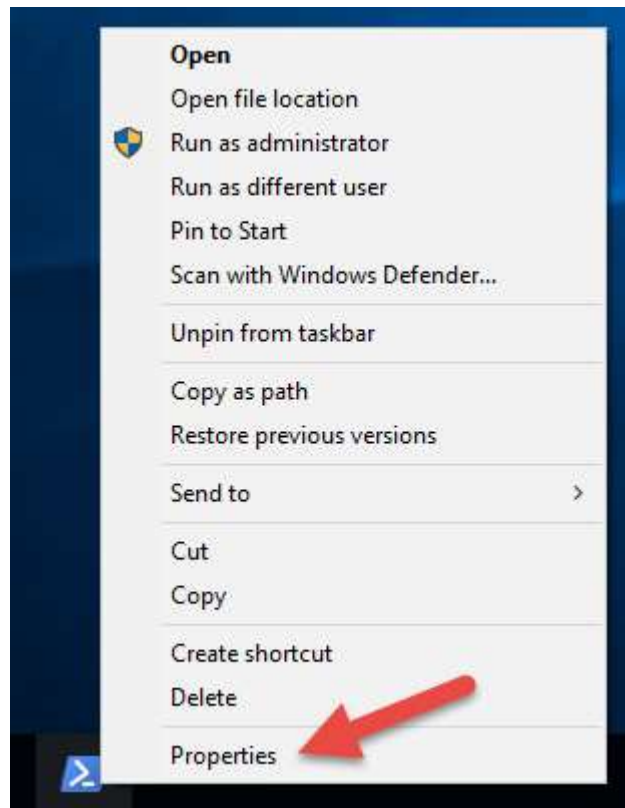 Open
Open file location
Run as administrator
Run as different user
Pin to Start
Scan with Windows Defender...
Unpin from taskbar
Copy as path
Restore previous versions
Send to
Cut
Copy
Create shortcut
Delete
Properties